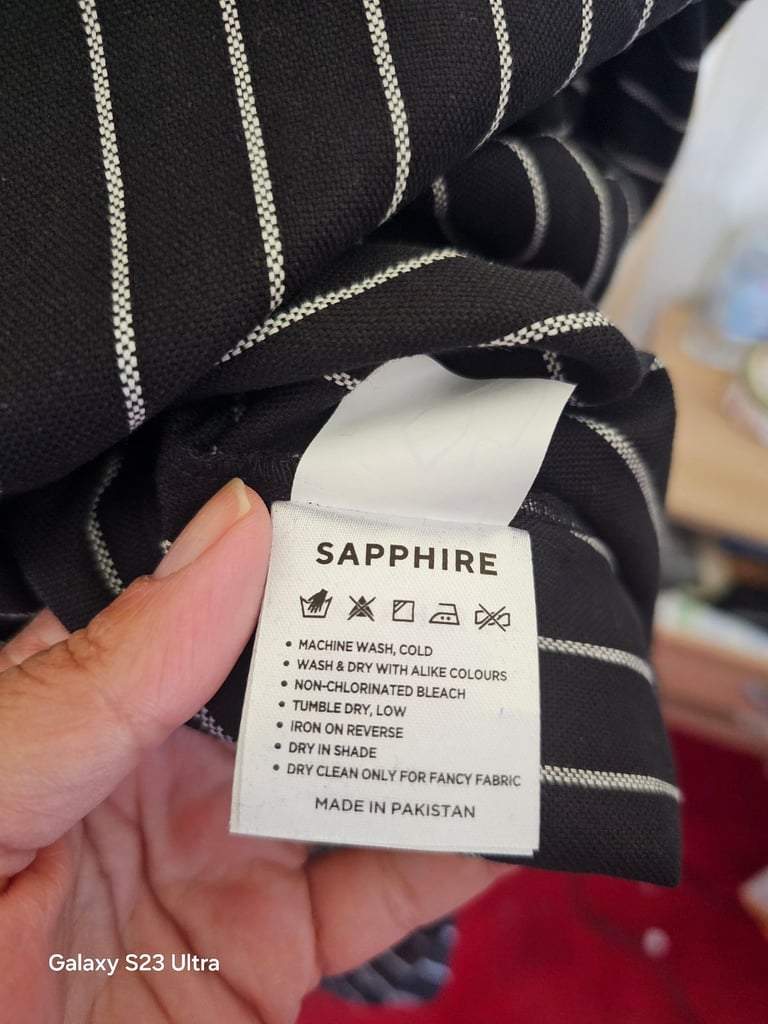 SAPPHIRE
• MACHINE WASH, COLD
• WASH & DRY WITH ALIKE COLOURS
• NON-CHLORINATED BLEACH
• TUMBLE DRY, LOW
• IRON ON REVERSE
• DRY IN SHADE
• DRY CLEAN ONLY FOR FANCY FABRIC
MADE IN PAKISTAN
Galaxy S23 Ultra